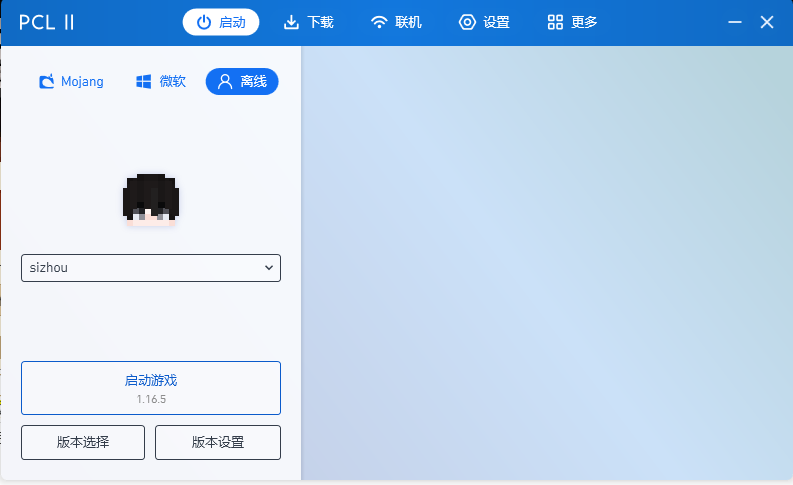 PCL II 启动 下载 联机 设置 更多
Mojang 微软 离线
sizhou
启动游戏
1.16.5
版本选择 版本设置